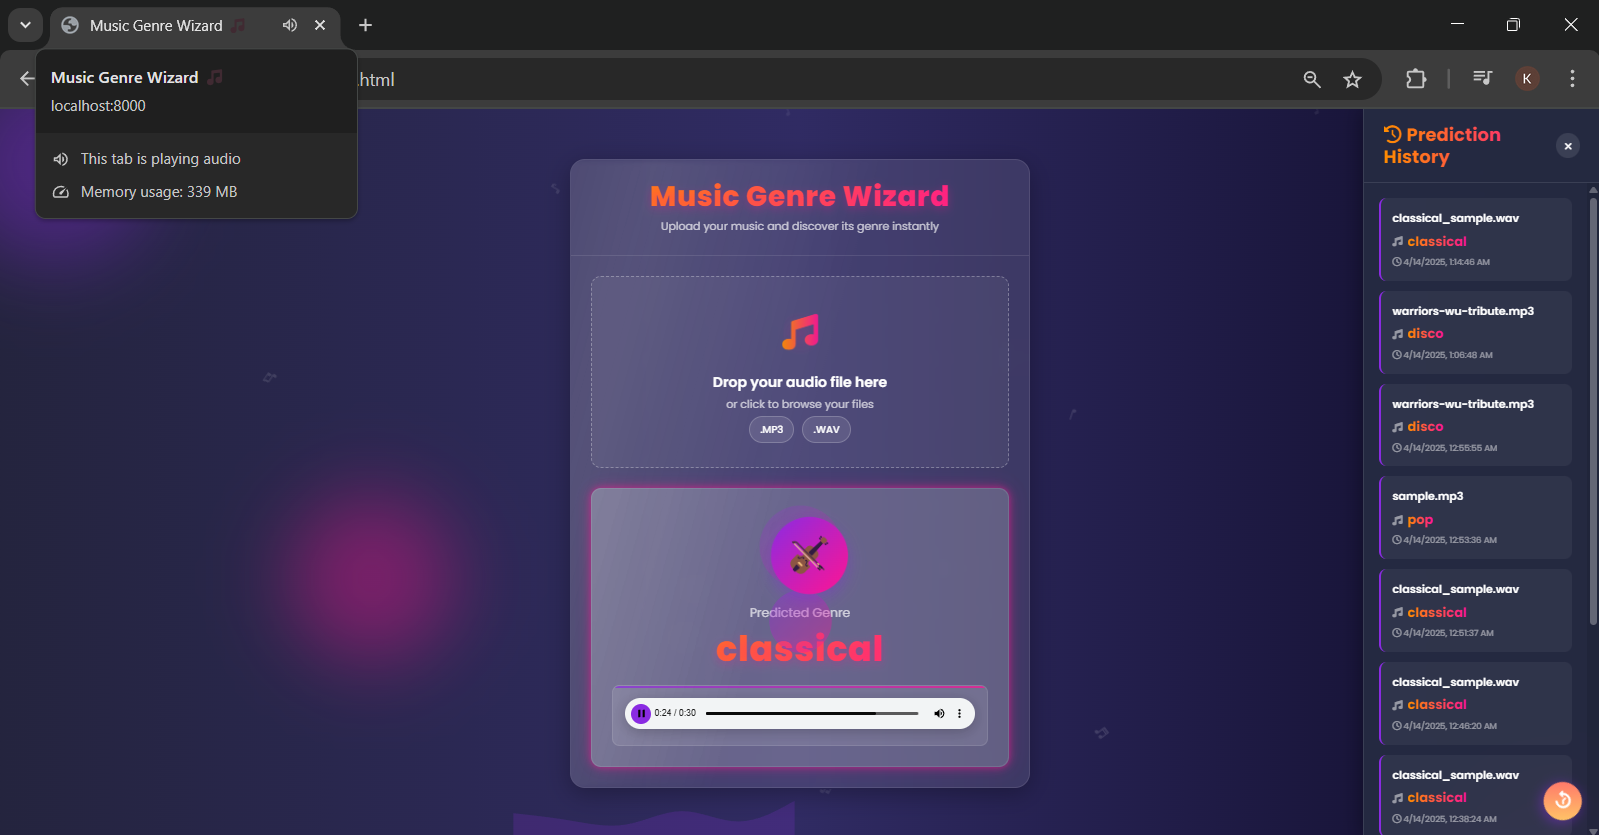 Music Genre Wizard
Music Genre Wizard
localhost:8000
This tab is playing audio
Memory usage: 339 MB
.html
K
Music Genre Wizard
Upload your music and discover its genre instantly
Drop your audio file here
or click to browse your files
.MP3
.WAV
Predicted Genre
classical
0:24 / 0:30
Prediction
History
classical_sample.wav
classical
4/14/2025, 1:14:46 AM
warriors-wu-tribute.mp3
disco
4/14/2025, 1:06:48 AM
warriors-wu-tribute.mp3
disco
4/14/2025, 12:55:55 AM
sample.mp3
pop
4/14/2025, 12:53:36 AM
classical_sample.wav
classical
4/14/2025, 12:51:37 AM
classical_sample.wav
classical
4/14/2025, 12:46:20 AM
classical_sample.wav
classical
4/14/2025, 12:38:24 AM